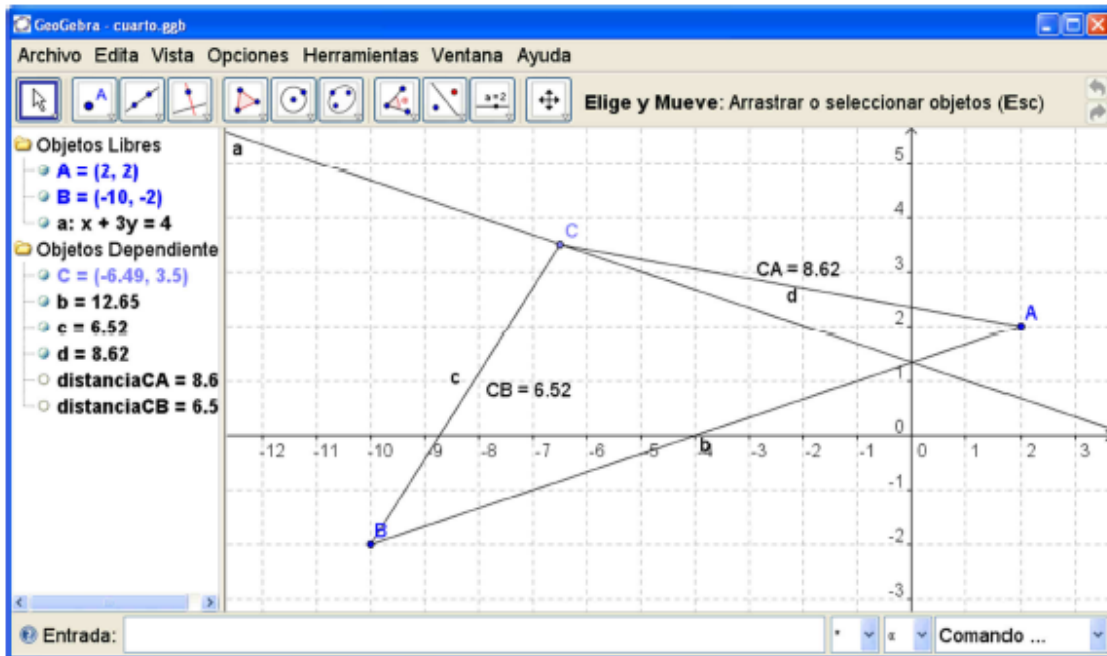 GeoGebra - cuarto.ggb
Archivo Edita Vista Opciones Herramientas Ventana Ayuda
A
a=2
Elige y Mueve: Arrastrar o seleccionar objetos (Esc)
Objetos Libres
A = (2, 2)
B = (-10, -2)
a: x + 3y = 4
Objetos Dependiente
C = (-6.49, 3.5)
b = 12.65
c = 6.52
d = 8.62
distanciaCA = 8.6
distanciaCB = 6.5
a
5
4
C
3
CA = 8.62
d
A
2
1
c
CB = 6.52
0
b
-12 -11 -10 -9 -8 -7 -6 -5 -4 -3 -2 -1 0 1 2 3
-1
B
-2
-3
Entrada:
α
Comando ...